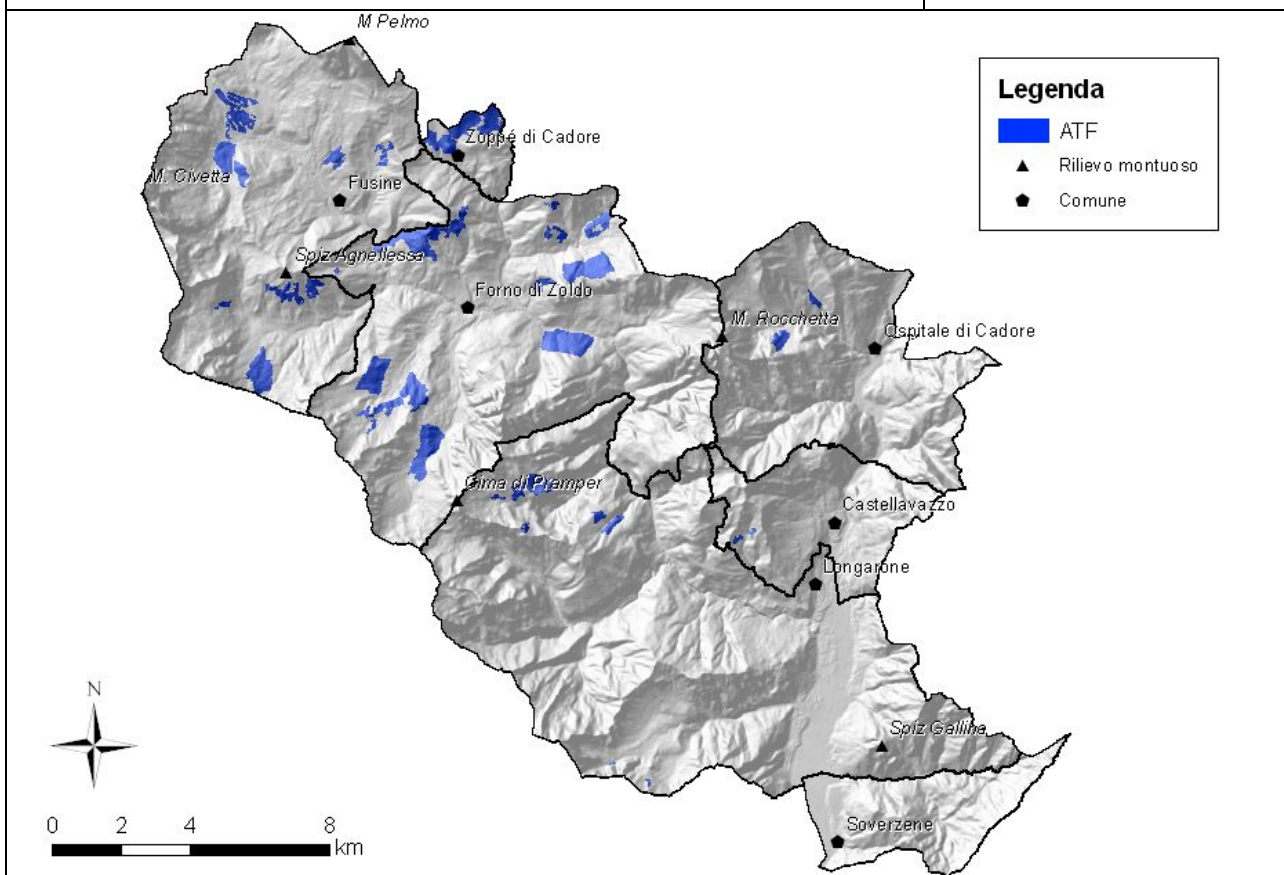 M Pelmo
Legenda
ATF
Rilievo montuoso
Comune
Zoppé di Cadore
M. Civetta
Fusine
Spiz Agnellessa
Forno di Zoldo
M. Rocchetta
Ospitale di Cadore
Cima di Pramper
Castellavazzo
Longarone
N
Spiz Gallina
0 2 4 8
km
Soverzene